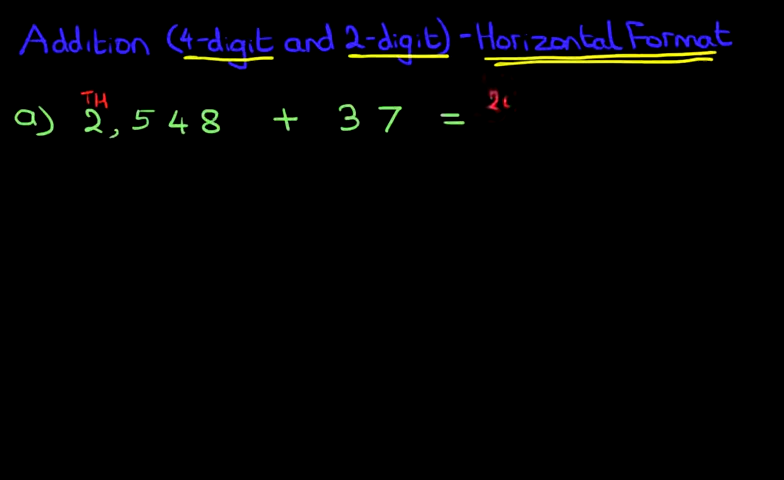 Addition (4-digit and 2-digit) - Horizontal Format
TH
a) 2,548 + 37 =